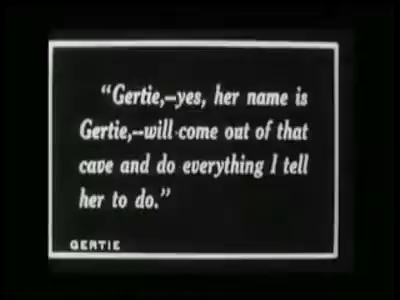 "Gertie,—yes, her name is
Gertie,—will come out of that
cave and do everything I tell
her to do."
GERTIE